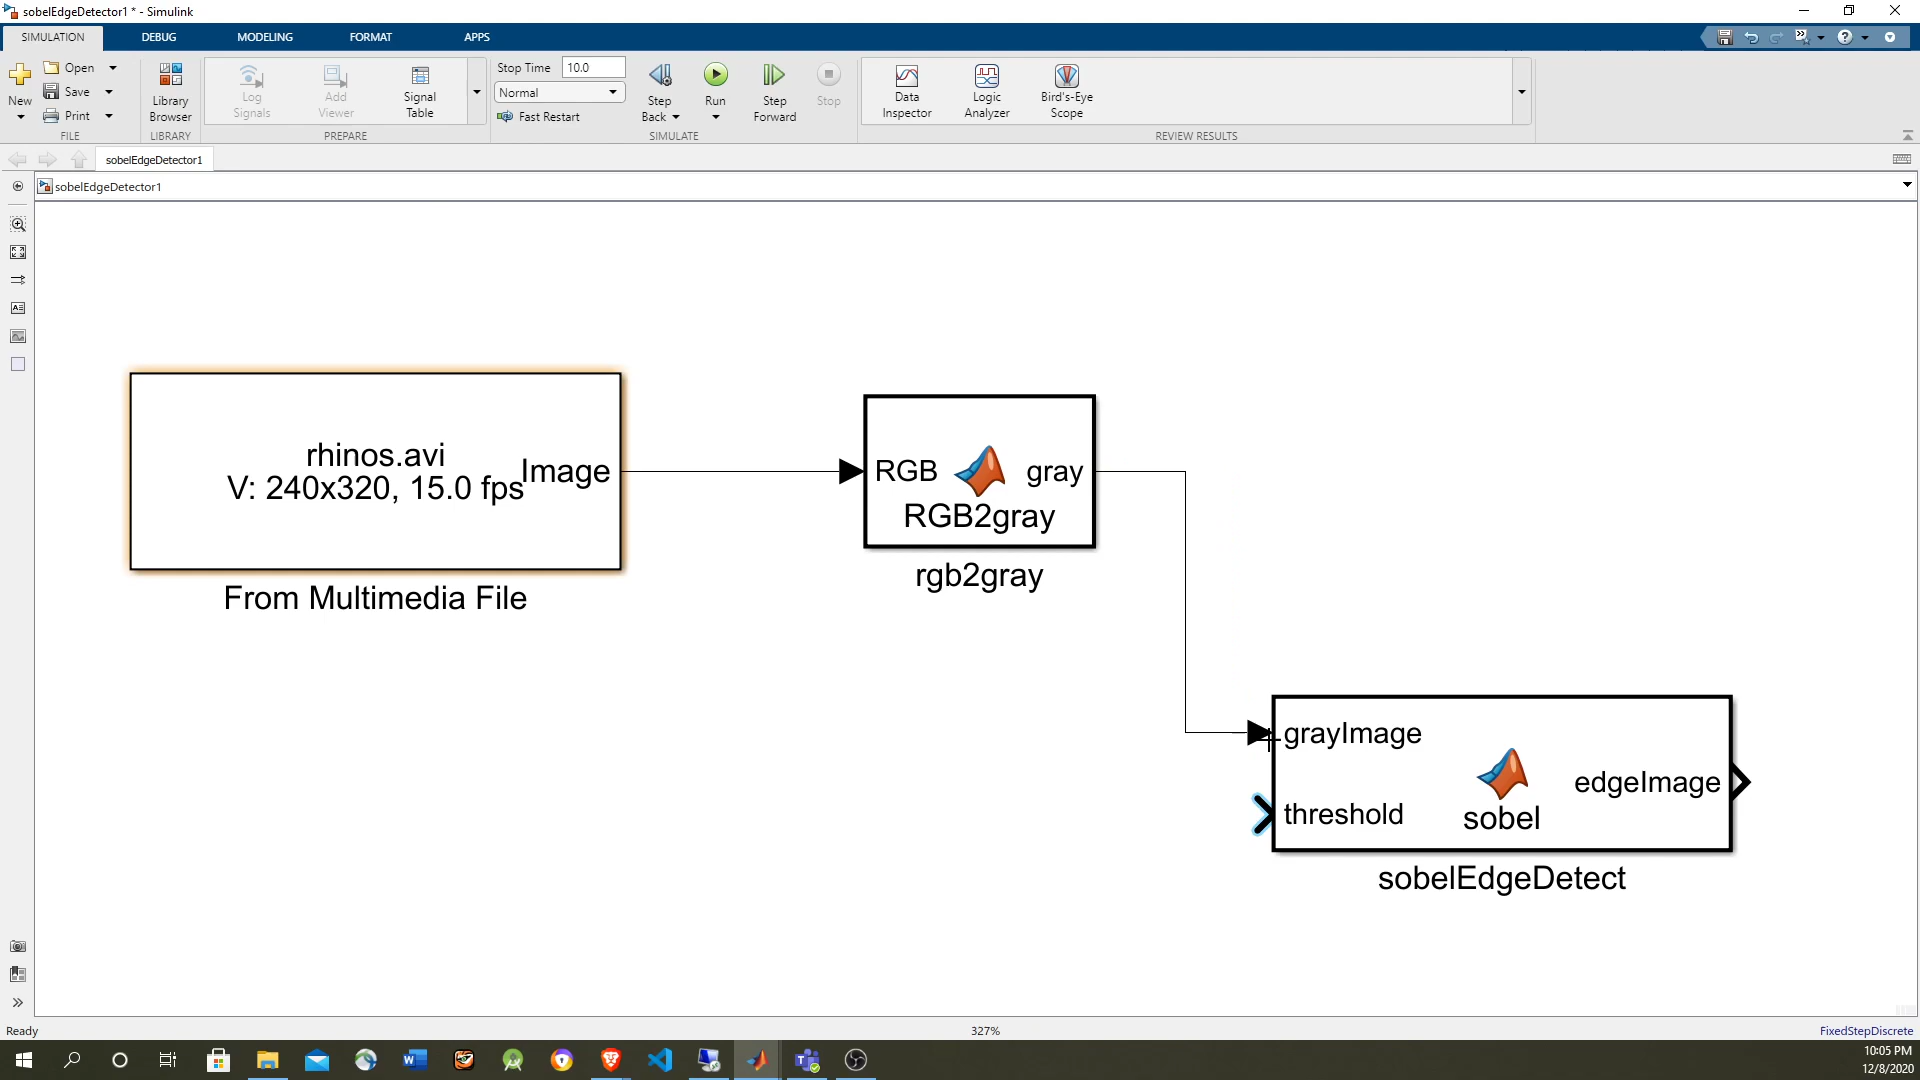 sobelEdgeDetector1 * - Simulink
SIMULATION
DEBUG
MODELING
FORMAT
APPS
New
Open
Save
Print
FILE
Library
Browser
LIBRARY
Log
Signals
Add
Viewer
Signal
Table
PREPARE
Stop Time
10.0
Normal
Fast Restart
Step
Back
Run
Step
Forward
Stop
SIMULATE
Data
Inspector
Logic
Analyzer
Bird's-Eye
Scope
REVIEW RESULTS
sobelEdgeDetector1
sobelEdgeDetector1
rhinos.avi
V: 240x320, 15.0 fps
Image
From Multimedia File
RGB
gray
RGB2gray
rgb2gray
grayImage
threshold
sobel
edgeImage
sobelEdgeDetect
Ready
327%
FixedStepDiscrete
10:05 PM
12/8/2020